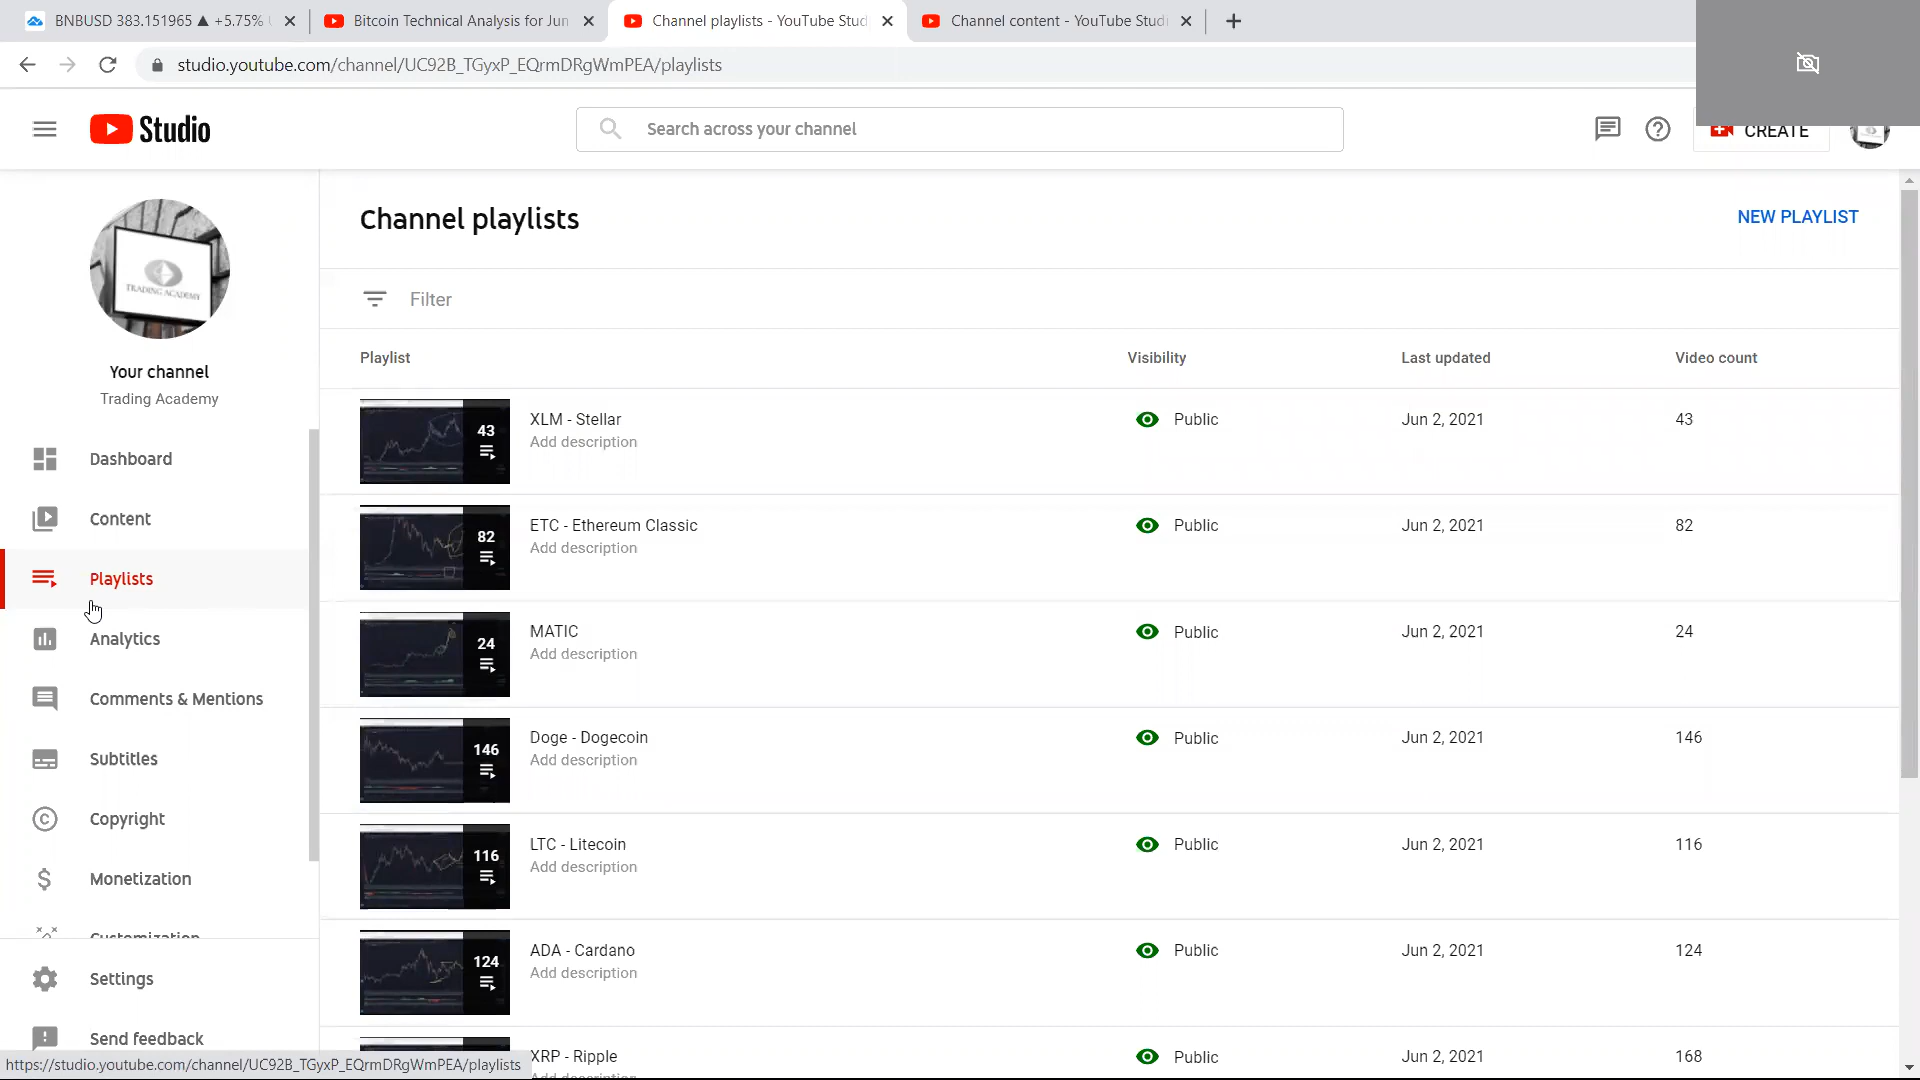 BNBUSD 383.151965 ▲ +5.75%
Bitcoin Technical Analysis for Jun
Channel playlists - YouTube Stud
Channel content - YouTube Studi
studio.youtube.com/channel/UC92B_TGyxP_EQrmDRgWmPEA/playlists
Studio
Search across your channel
CREATE
TRADING ACADEMY
Your channel
Trading Academy
Dashboard
Content
Playlists
Analytics
Comments & Mentions
Subtitles
Copyright
Monetization
Customization
Settings
Send feedback
Channel playlists
NEW PLAYLIST
Filter
Playlist Visibility Last updated Video count
43 XLM - Stellar Public Jun 2, 2021 43
Add description
82 ETC - Ethereum Classic Public Jun 2, 2021 82
Add description
24 MATIC Public Jun 2, 2021 24
Add description
146 Doge - Dogecoin Public Jun 2, 2021 146
Add description
116 LTC - Litecoin Public Jun 2, 2021 116
Add description
124 ADA - Cardano Public Jun 2, 2021 124
Add description
XRP - Ripple Public Jun 2, 2021 168
Add description
https://studio.youtube.com/channel/UC92B_TGyxP_EQrmDRgWmPEA/playlists